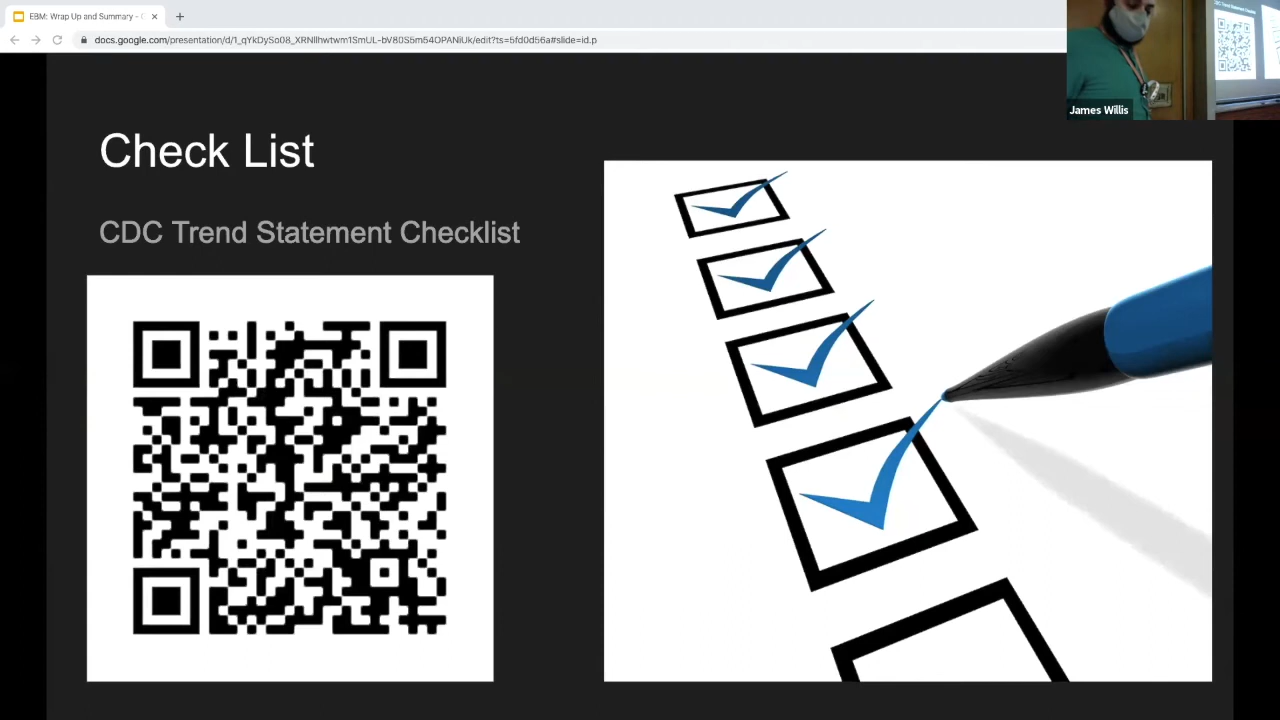 EBM: Wrap Up and Summary -
docs.google.com/presentation/d/1_qYkDySo08_XRNllhwtwm1SmUL-bV80S5m54OPANiUk/edit?ts=5fd0d56a#slide=id.p
James Willis
Check List
CDC Trend Statement Checklist